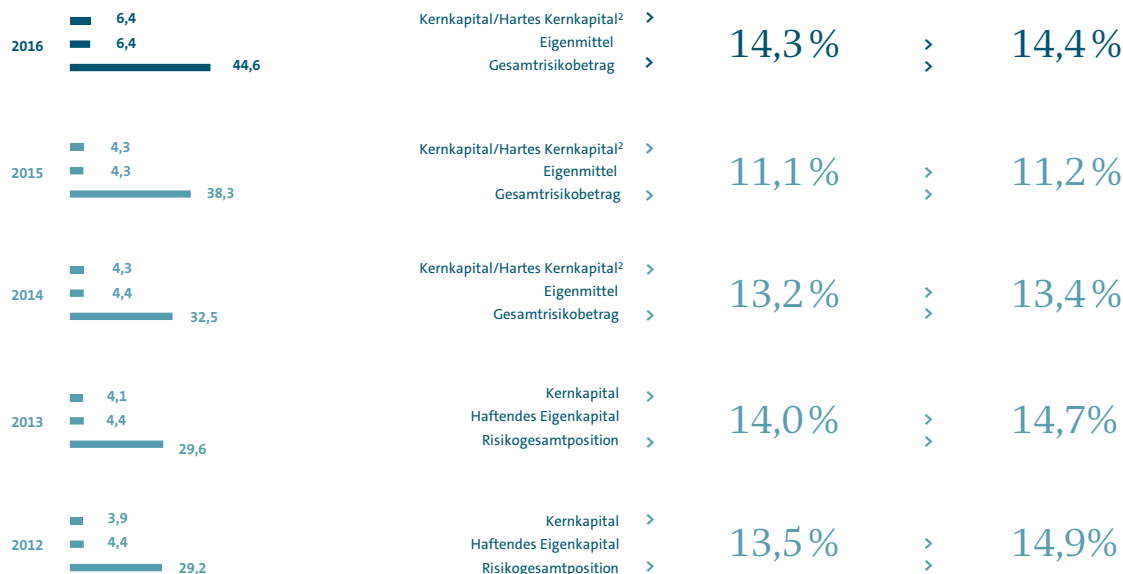 6,4 Kernkapital/Hartes Kernkapital² >
2016 6,4 Eigenmittel 14,3 % > 14,4 %
44,6 Gesamtrisikobetrag > >
4,3 Kernkapital/Hartes Kernkapital² >
2015 4,3 Eigenmittel 11,1 % > 11,2 %
38,3 Gesamtrisikobetrag > >
4,3 Kernkapital/Hartes Kernkapital² >
2014 4,4 Eigenmittel 13,2 % > 13,4 %
32,5 Gesamtrisikobetrag > >
4,1 Kernkapital >
2013 4,4 Haftendes Eigenkapital 14,0 % > 14,7 %
29,6 Risikogesamtposition > >
3,9 Kernkapital >
2012 4,4 Haftendes Eigenkapital 13,5 % > 14,9 %
29,2 Risikogesamtposition > >